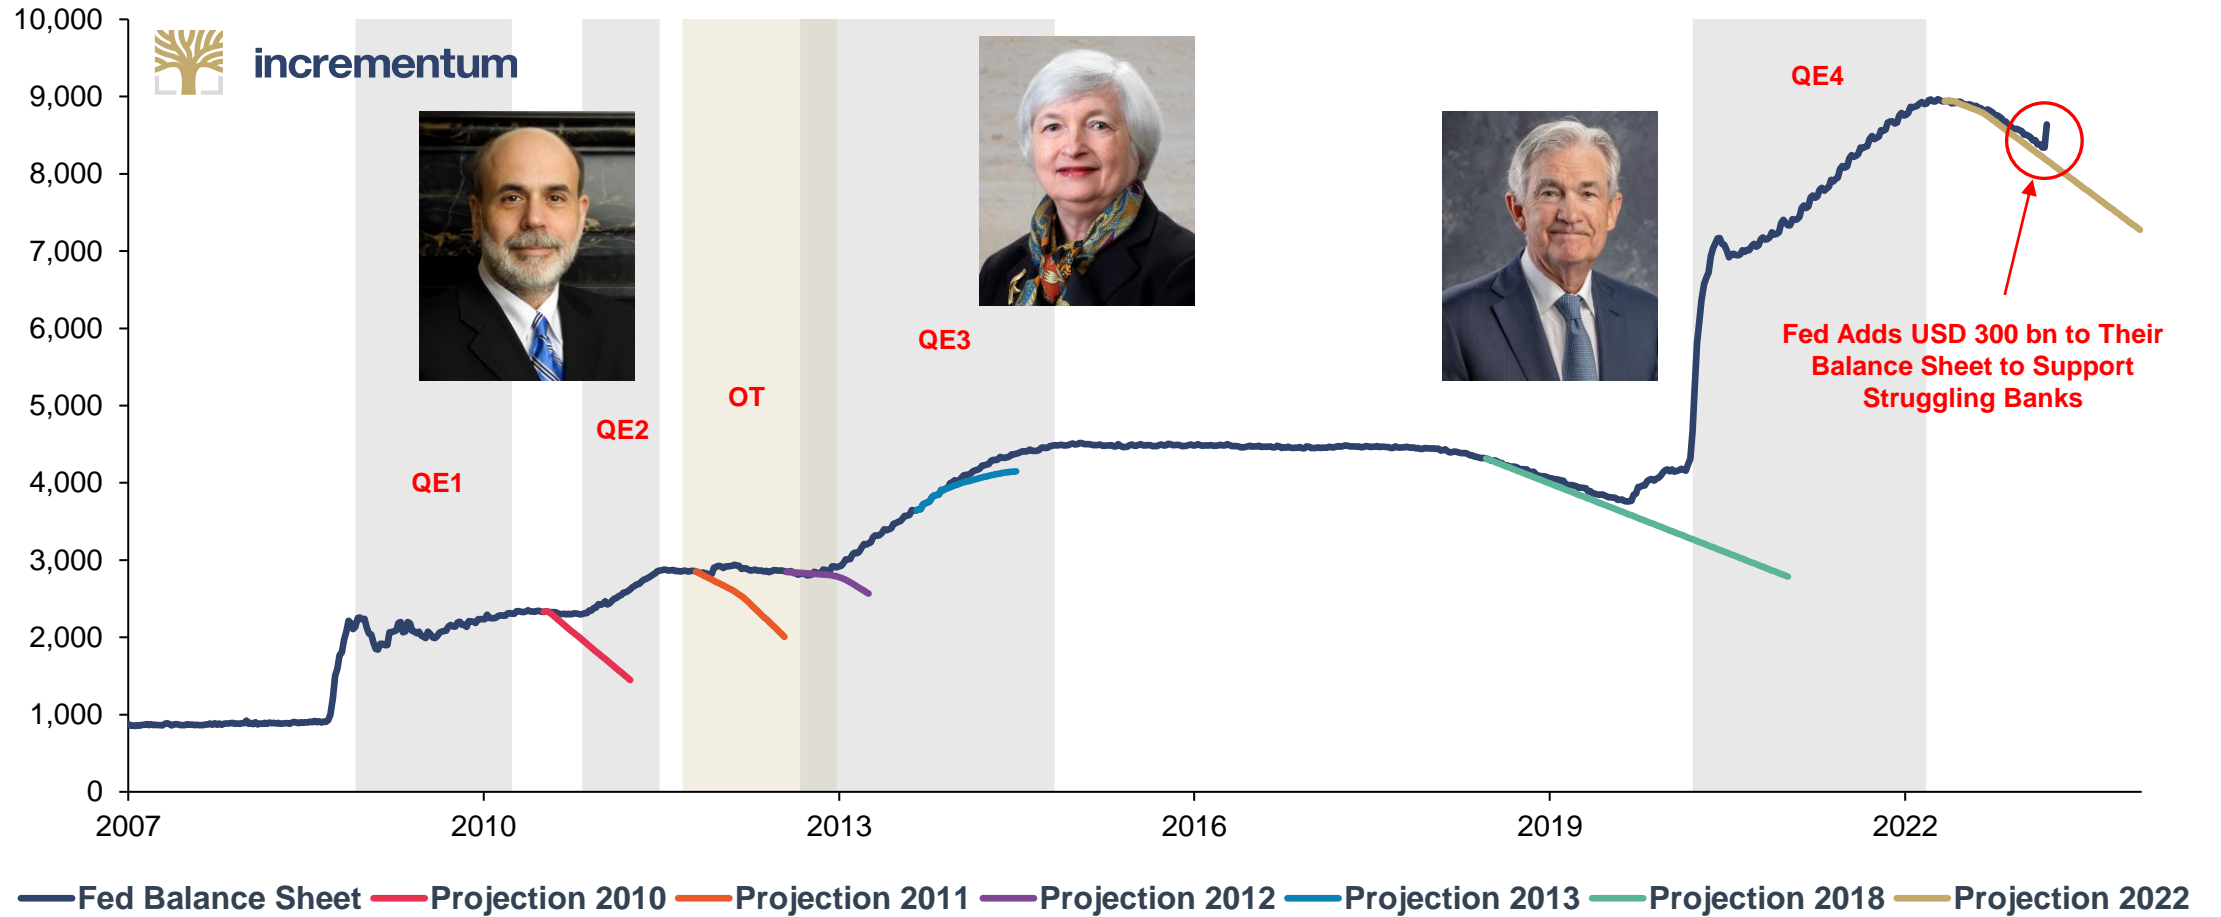 10,000
incrementum
QE4
9,000
8,000
7,000
6,000
QE3
Fed Adds USD 300 bn to Their
Balance Sheet to Support
Struggling Banks
5,000
OT
QE2
4,000
QE1
3,000
2,000
1,000
0
2007 2010 2013 2016 2019 2022
Fed Balance Sheet Projection 2010 Projection 2011 Projection 2012 Projection 2013 Projection 2018 Projection 2022